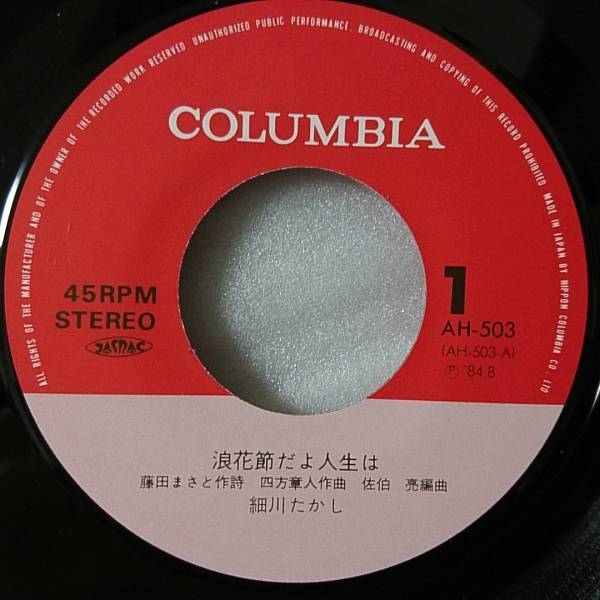 ALL RIGHTS OF THE MANUFACTURER AND OF THE OWNER OF THE RECORDED WORK RESERVED UNAUTHORIZED PUBLIC PERFORMANCE, BROADCASTING AND COPYING OF THIS RECORD PROHIBITED MADE IN JAPAN BY NIPPON COLUMBIA CO., LTD
COLUMBIA
45RPM
STEREO
JASRAC
1
AH-503
(AH-503-A)
Ⓟ '84.8
浪花節だよ人生は
藤田まさと作詩 四方章人作曲 佐伯 亮編曲
細川たかし